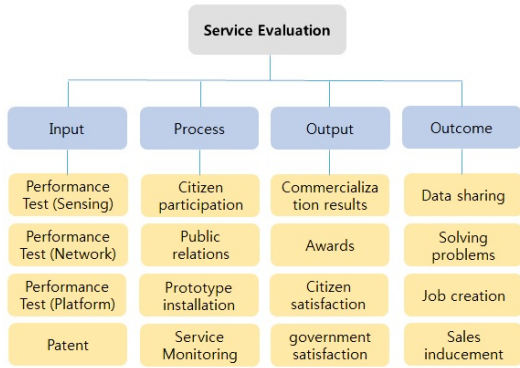 Service Evaluation
Input
Process
Output
Outcome
Performance
Test (Sensing)
Citizen
participation
Commercializa
tion results
Data sharing
Performance
Test (Network)
Public
relations
Awards
Solving
problems
Performance
Test (Platform)
Prototype
installation
Citizen
satisfaction
Job creation
Patent
Service
Monitoring
government
satisfaction
Sales
inducement